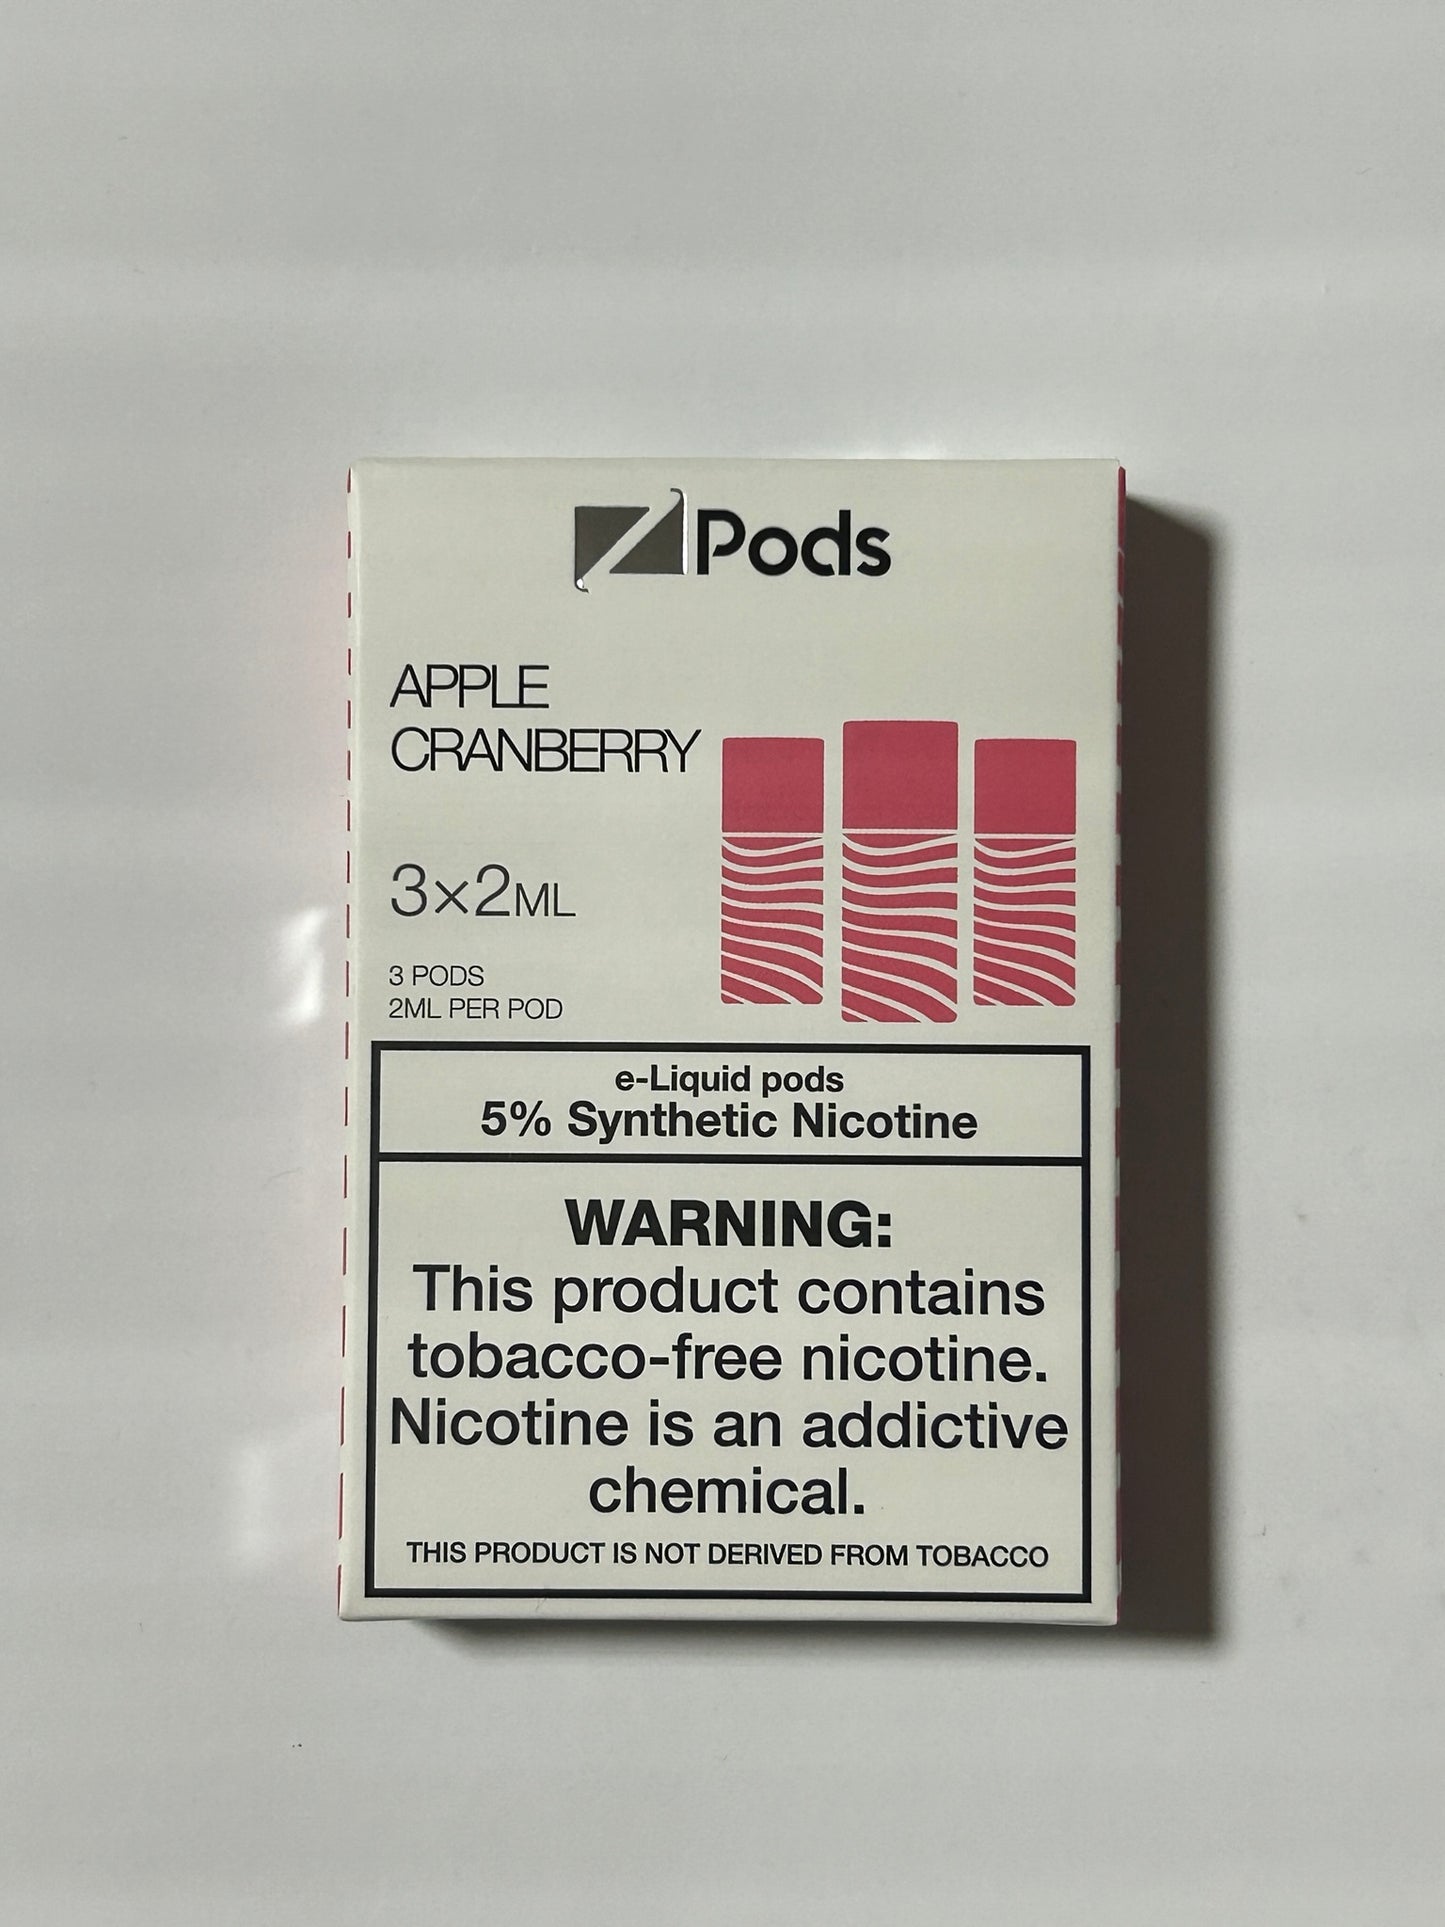 ZPods
APPLE
CRANBERRY
3×2ML
3 PODS
2ML PER POD
e-Liquid pods
5% Synthetic Nicotine
WARNING:
This product contains
tobacco-free nicotine.
Nicotine is an addictive
chemical.
THIS PRODUCT IS NOT DERIVED FROM TOBACCO